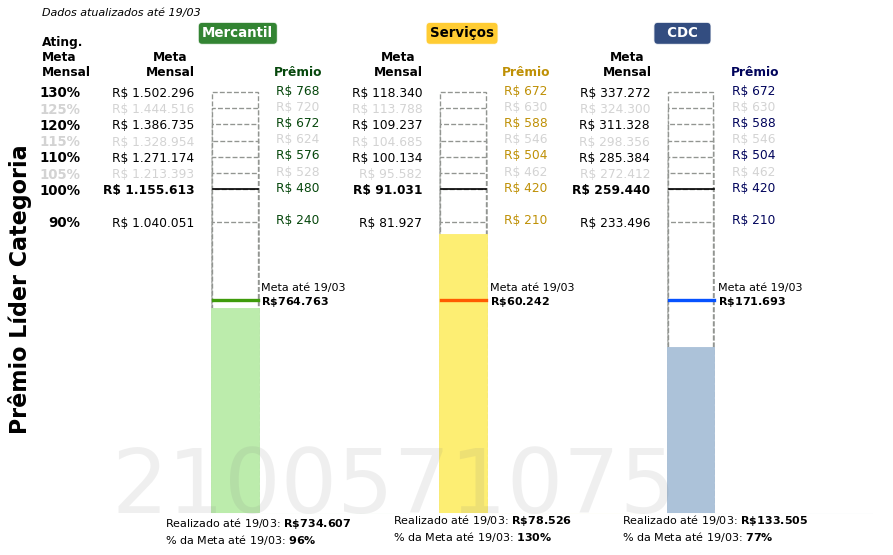 Dados atualizados até 19/03
Mercantil Serviços CDC
Ating.
Meta
Mensal
Meta
Mensal
Prêmio
Meta
Mensal
Prêmio
Meta
Mensal
Prêmio
130% R$ 1.502.296 R$ 768 R$ 118.340 R$ 672 R$ 337.272 R$ 672
125% R$ 1.444.516 R$ 720 R$ 113.788 R$ 630 R$ 324.300 R$ 630
120% R$ 1.386.735 R$ 672 R$ 109.237 R$ 588 R$ 311.328 R$ 588
115% R$ 1.328.954 R$ 624 R$ 104.685 R$ 546 R$ 298.356 R$ 546
110% R$ 1.271.174 R$ 576 R$ 100.134 R$ 504 R$ 285.384 R$ 504
105% R$ 1.213.393 R$ 528 R$ 95.582 R$ 462 R$ 272.412 R$ 462
100% R$ 1.155.613 R$ 480 R$ 91.031 R$ 420 R$ 259.440 R$ 420
90% R$ 1.040.051 R$ 240 R$ 81.927 R$ 210 R$ 233.496 R$ 210
Prêmio Líder Categoria
Meta até 19/03
R$764.763
Meta até 19/03
R$60.242
Meta até 19/03
R$171.693
2100571075
Realizado até 19/03: R$734.607
% da Meta até 19/03: 96%
Realizado até 19/03: R$78.526
% da Meta até 19/03: 130%
Realizado até 19/03: R$133.505
% da Meta até 19/03: 77%